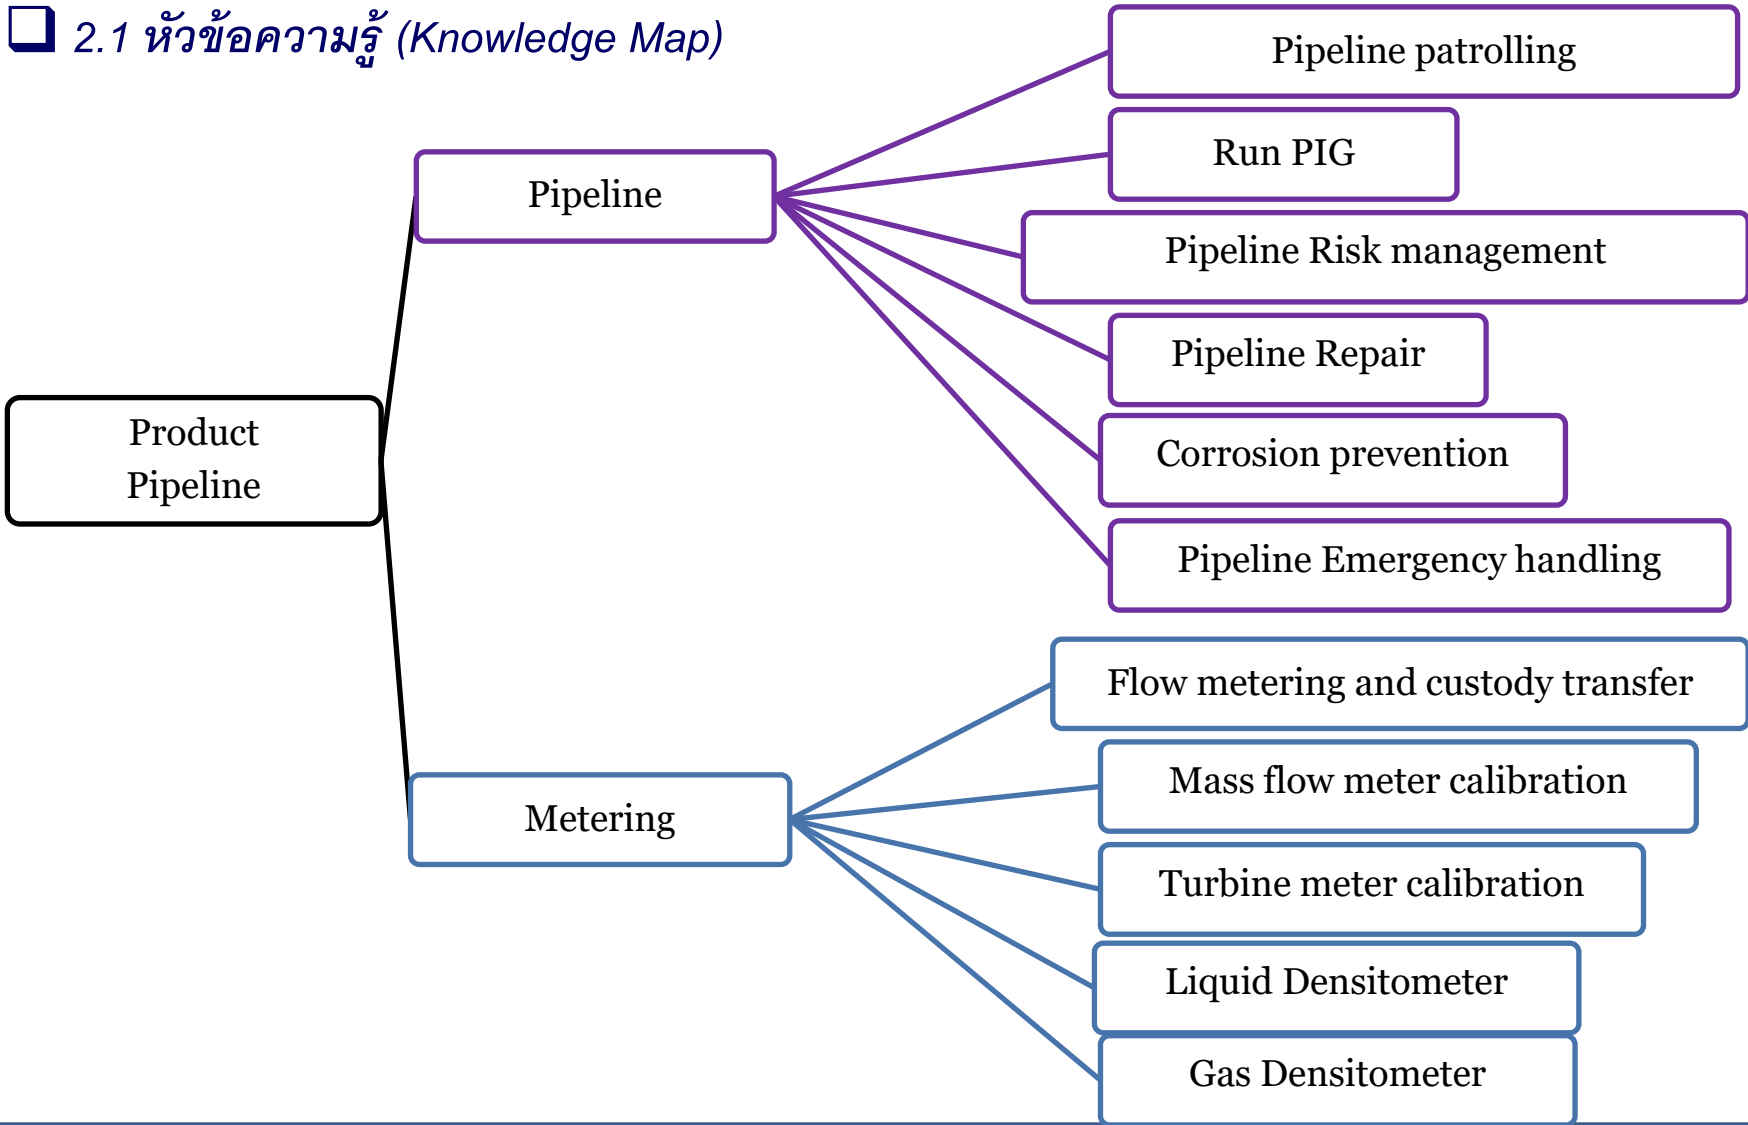 2.1 หัวข้อความรู้ (Knowledge Map)
Product
Pipeline
Pipeline
Pipeline patrolling
Run PIG
Pipeline Risk management
Pipeline Repair
Corrosion prevention
Pipeline Emergency handling
Metering
Flow metering and custody transfer
Mass flow meter calibration
Turbine meter calibration
Liquid Densitometer
Gas Densitometer